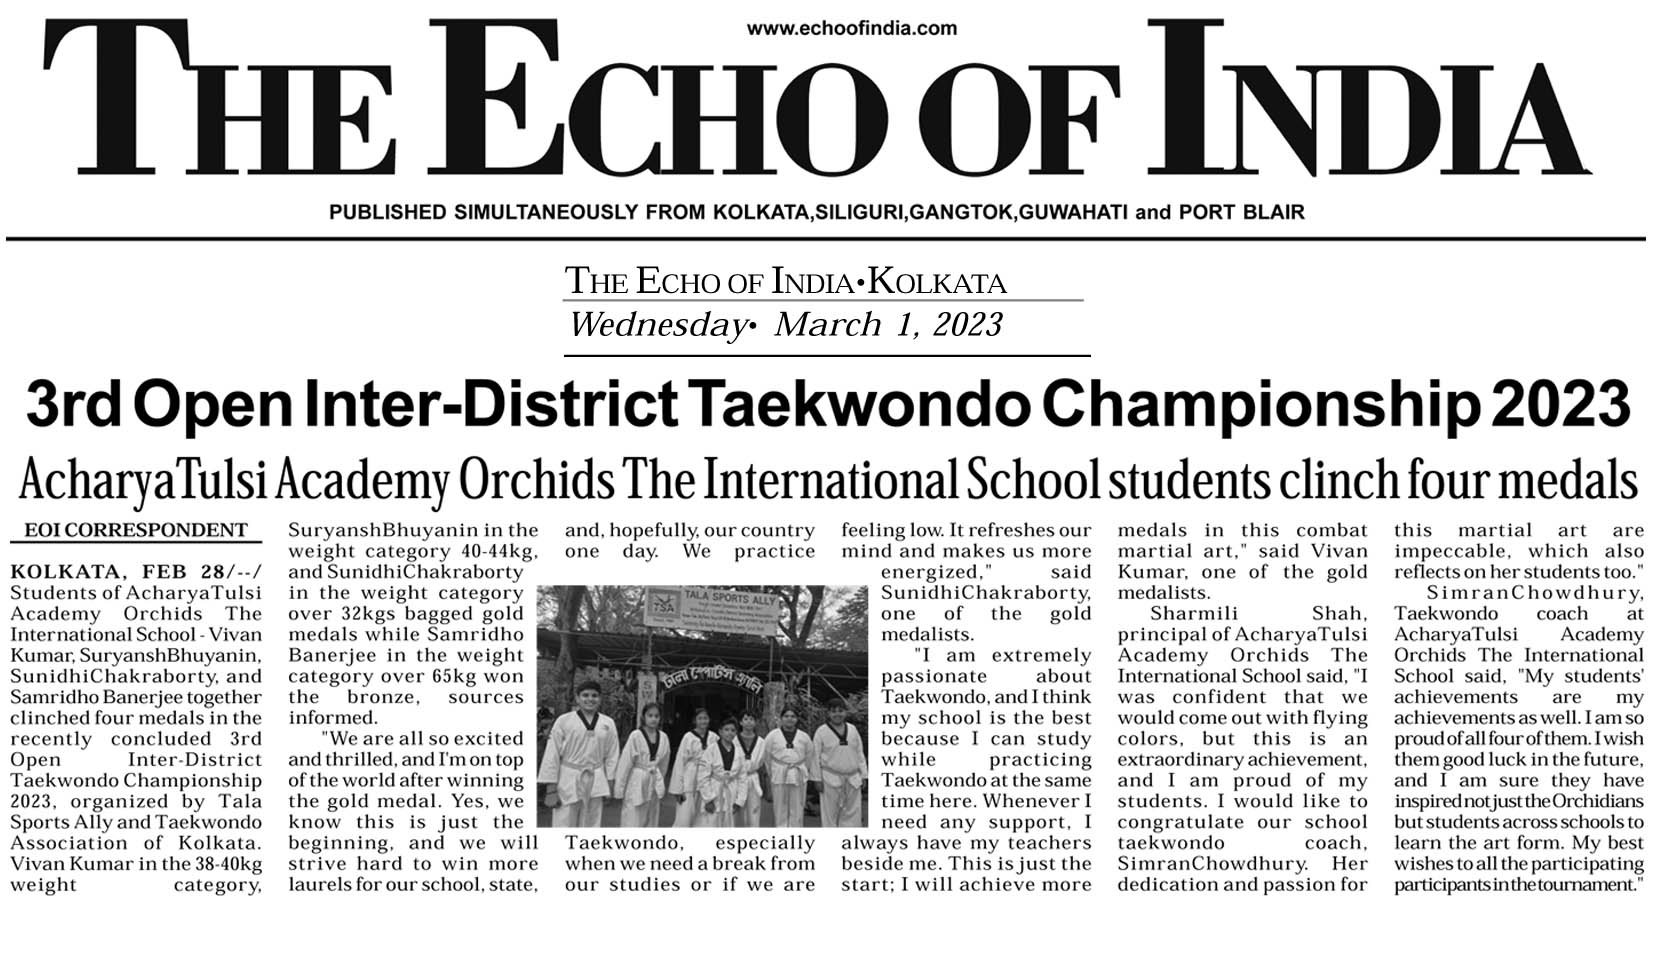 www.echoofindia.com
THE ECHO OF INDIA
PUBLISHED SIMULTANEOUSLY FROM KOLKATA,SILIGURI,GANGTOK,GUWAHATI and PORT BLAIR
THE ECHO OF INDIA•KOLKATA
Wednesday• March 1, 2023
3rd Open Inter-District Taekwondo Championship 2023
AcharyaTulsi Academy Orchids The International School students clinch four medals
EOI CORRESPONDENT
KOLKATA, FEB 28/--/
Students of AcharyaTulsi
Academy Orchids The
International School - Vivan
Kumar, SuryanshBhuyanin,
SunidhiChakraborty, and
Samridho Banerjee together
clinched four medals in the
recently concluded 3rd
Open Inter-District
Taekwondo Championship
2023, organized by Tala
Sports Ally and Taekwondo
Association of Kolkata.
Vivan Kumar in the 38-40kg
weight category,
SuryanshBhuyanin in the
weight category 40-44kg,
and SunidhiChakraborty
in the weight category
over 32kgs bagged gold
medals while Samridho
Banerjee in the weight
category over 65kg won
the bronze, sources
informed.
"We are all so excited
and thrilled, and I'm on top
of the world after winning
the gold medal. Yes, we
know this is just the
beginning, and we will
strive hard to win more
laurels for our school, state,
and, hopefully, our country
one day. We practice
TALA SPORTS ALLY
TSA
টালা স্পোর্টস অ্যালি
Taekwondo, especially
when we need a break from
our studies or if we are
feeling low. It refreshes our
mind and makes us more
energized," said
SunidhiChakraborty,
one of the gold
medalists.
"I am extremely
passionate about
Taekwondo, and I think
my school is the best
because I can study
while practicing
Taekwondo at the same
time here. Whenever I
need any support, I
always have my teachers
beside me. This is just the
start; I will achieve more
medals in this combat
martial art," said Vivan
Kumar, one of the gold
medalists.
Sharmili Shah,
principal of AcharyaTulsi
Academy Orchids The
International School said, "I
was confident that we
would come out with flying
colors, but this is an
extraordinary achievement,
and I am proud of my
students. I would like to
congratulate our school
taekwondo coach,
SimranChowdhury. Her
dedication and passion for
this martial art are
impeccable, which also
reflects on her students too."
SimranChowdhury,
Taekwondo coach at
AcharyaTulsi Academy
Orchids The International
School said, "My students'
achievements are my
achievements as well. I am so
proud of all four of them. I wish
them good luck in the future,
and I am sure they have
inspired not just the Orchidians
but students across schools to
learn the art form. My best
wishes to all the participating
participants in the tournament."